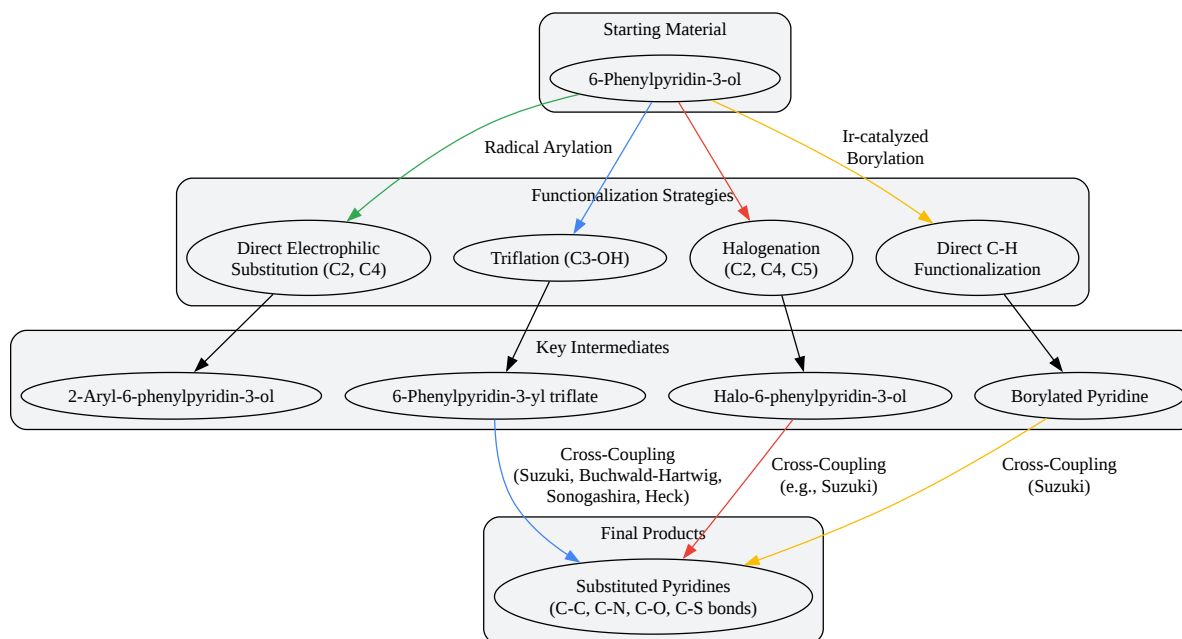 Starting Material
6-Phenylpyridin-3-ol
Radical Arylation
Ir-catalyzed
Borylation
Functionalization Strategies
Direct Electrophilic
Substitution (C2, C4)
Triflation (C3-OH)
Halogenation
(C2, C4, C5)
Direct C-H
Functionalization
Key Intermediates
2-Aryl-6-phenylpyridin-3-ol
6-Phenylpyridin-3-yl triflate
Halo-6-phenylpyridin-3-ol
Borylated Pyridine
Cross-Coupling
(Suzuki, Buchwald-Hartwig,
Sonogashira, Heck)
Cross-Coupling
(e.g., Suzuki)
Cross-Coupling
(Suzuki)
Final Products
Substituted Pyridines
(C-C, C-N, C-O, C-S bonds)